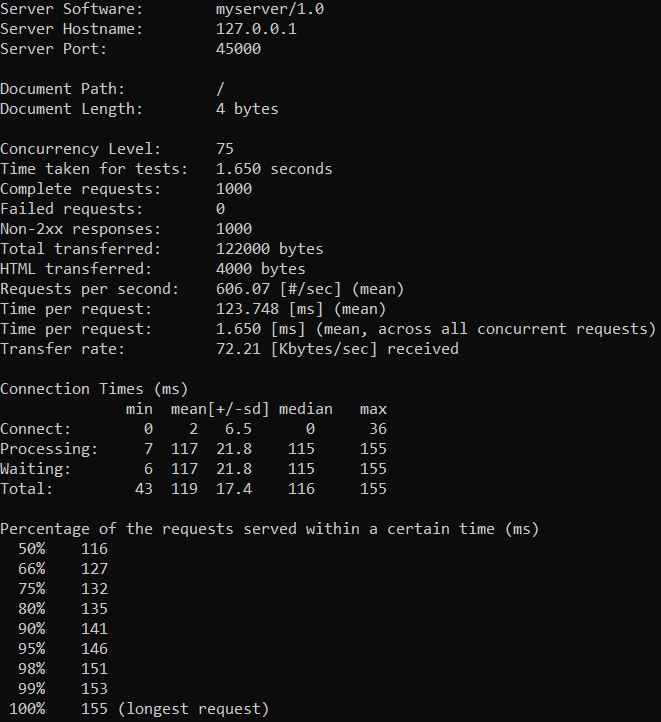 Server Software:        myserver/1.0
Server Hostname:        127.0.0.1
Server Port:            45000

Document Path:          /
Document Length:        4 bytes

Concurrency Level:      75
Time taken for tests:   1.650 seconds
Complete requests:      1000
Failed requests:        0
Non-2xx responses:      1000
Total transferred:      122000 bytes
HTML transferred:       4000 bytes
Requests per second:    606.07 [#/sec] (mean)
Time per request:       123.748 [ms] (mean)
Time per request:       1.650 [ms] (mean, across all concurrent requests)
Transfer rate:          72.21 [Kbytes/sec] received

Connection Times (ms)
              min  mean[+/-sd] median   max
Connect:        0    2   6.5      0      36
Processing:     7  117  21.8    115     155
Waiting:        6  117  21.8    115     155
Total:         43  119  17.4    116     155

Percentage of the requests served within a certain time (ms)
  50%    116
  66%    127
  75%    132
  80%    135
  90%    141
  95%    146
  98%    151
  99%    153
 100%    155 (longest request)